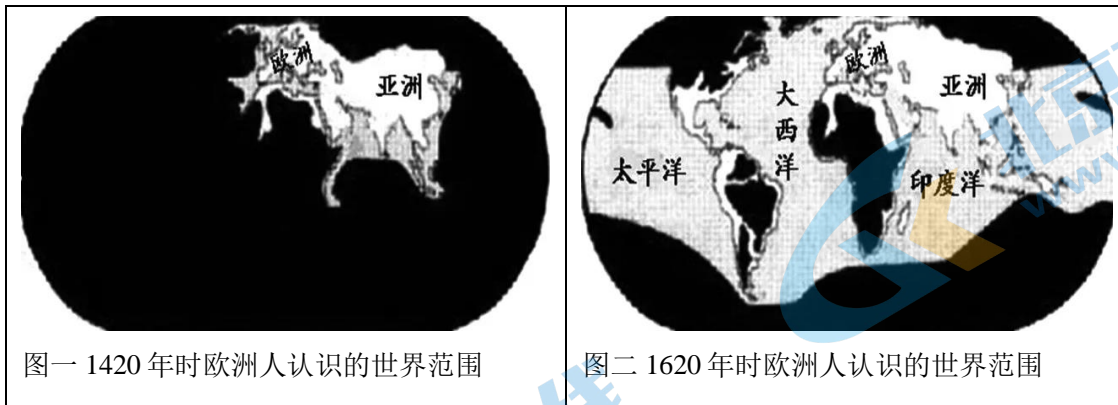 欧洲
亚洲
图一 1420 年时欧洲人认识的世界范围
欧洲
亚洲
大西洋
太平洋
印度洋
图二 1620 年时欧洲人认识的世界范围